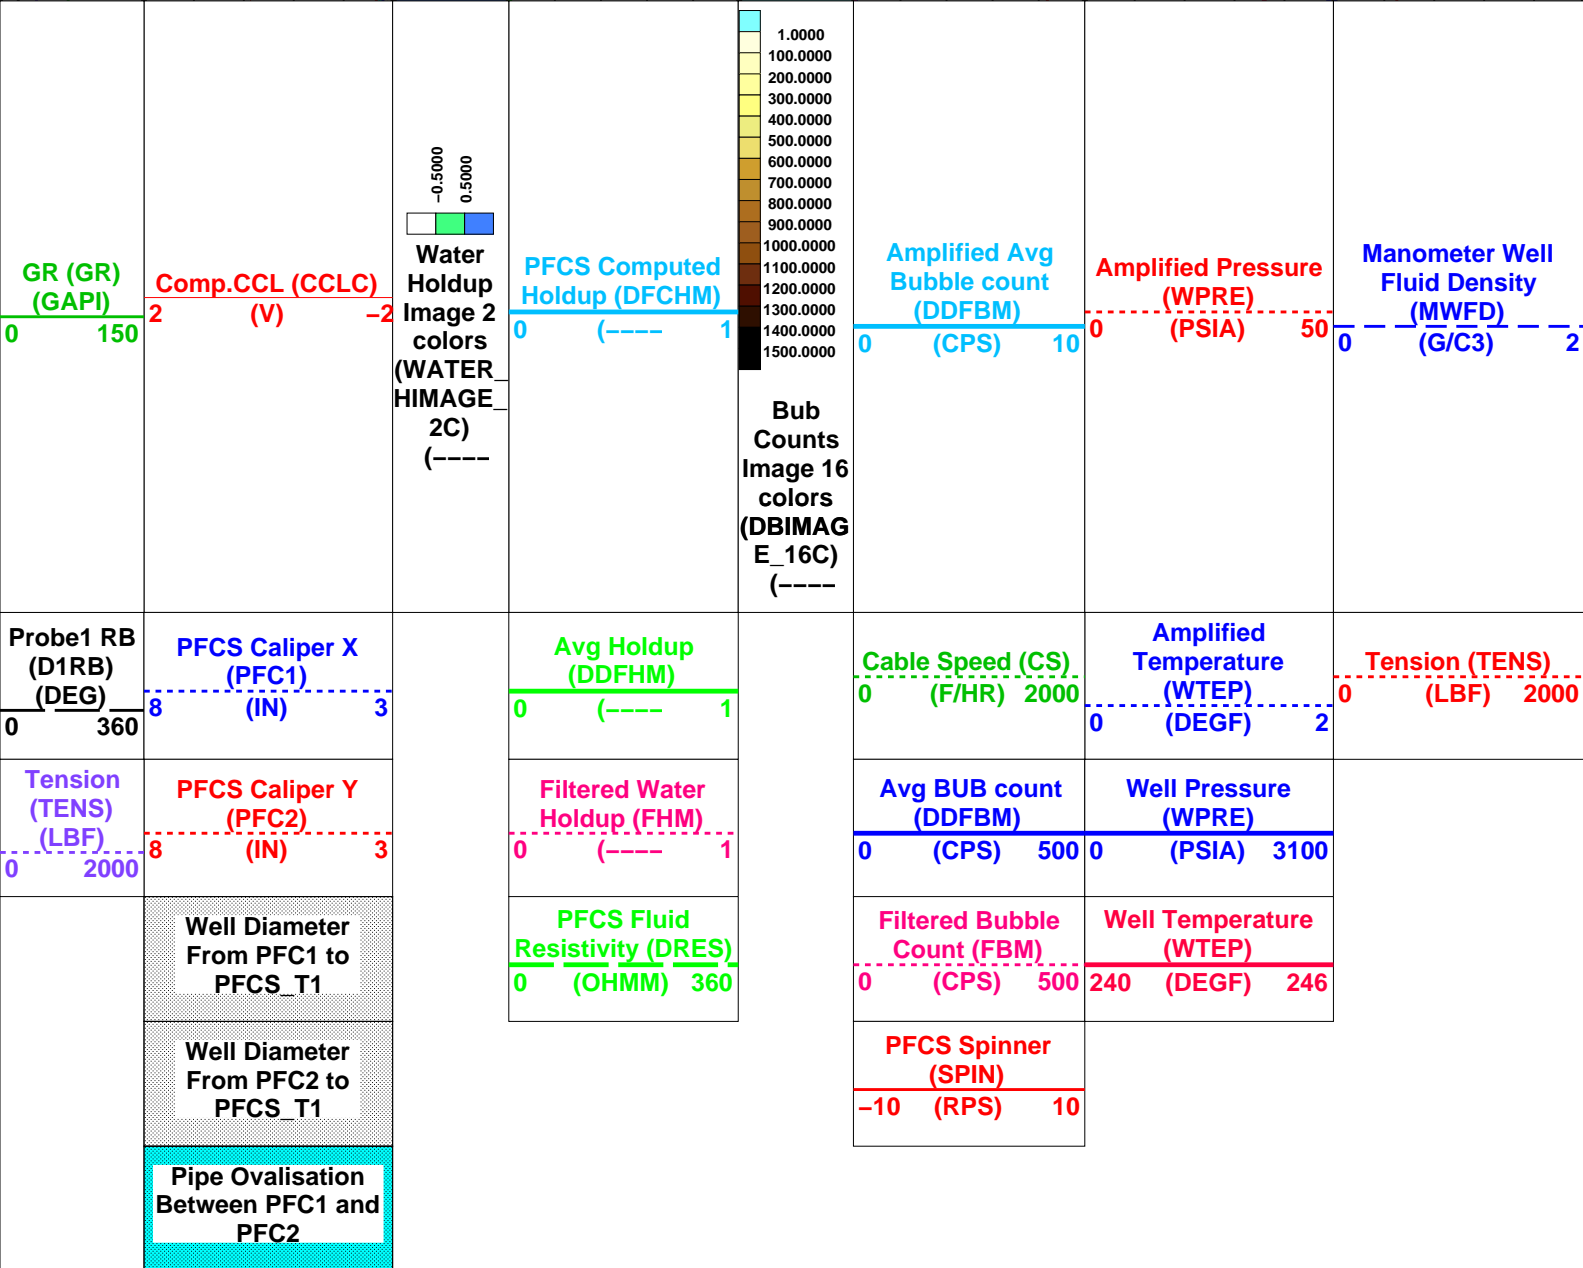 GR (GR)
(GAPI)
0 150
Comp.CCL (CCLC)
2 (V) −2
−0.5000
0.5000
Water
Holdup
Image 2
colors
(WATER_
HIMAGE_
2C)
(−−−−
PFCS Computed
Holdup (DFCHM)
0 (−−−− 1
1.0000
100.0000
200.0000
300.0000
400.0000
500.0000
600.0000
700.0000
800.0000
900.0000
1000.0000
1100.0000
1200.0000
1300.0000
1400.0000
1500.0000
Bub
Counts
Image 16
colors
(DBIMAG
E_16C)
(−−−−
Amplified Avg
Bubble count
(DDFBM)
0 (CPS) 10
Amplified Pressure
(WPRE)
0 (PSIA) 50
Manometer Well
Fluid Density
(MWFD)
0 (G/C3) 2
Probe1 RB
(D1RB)
(DEG)
0 360
PFCS Caliper X
(PFC1)
8 (IN) 3
Avg Holdup
(DDFHM)
0 (−−−− 1
Cable Speed (CS)
0 (F/HR) 2000
Amplified
Temperature
(WTEP)
0 (DEGF) 2
Tension (TENS)
0 (LBF) 2000
Tension
(TENS)
(LBF)
0 2000
PFCS Caliper Y
(PFC2)
8 (IN) 3
Filtered Water
Holdup (FHM)
0 (−−−− 1
Avg BUB count
(DDFBM)
0 (CPS) 500
Well Pressure
(WPRE)
0 (PSIA) 3100
Well Diameter
From PFC1 to
PFCS_T1
PFCS Fluid
Resistivity (DRES)
0 (OHMM) 360
Filtered Bubble
Count (FBM)
0 (CPS) 500
Well Temperature
(WTEP)
240 (DEGF) 246
Well Diameter
From PFC2 to
PFCS_T1
PFCS Spinner
(SPIN)
−10 (RPS) 10
Pipe Ovalisation
Between PFC1 and
PFC2